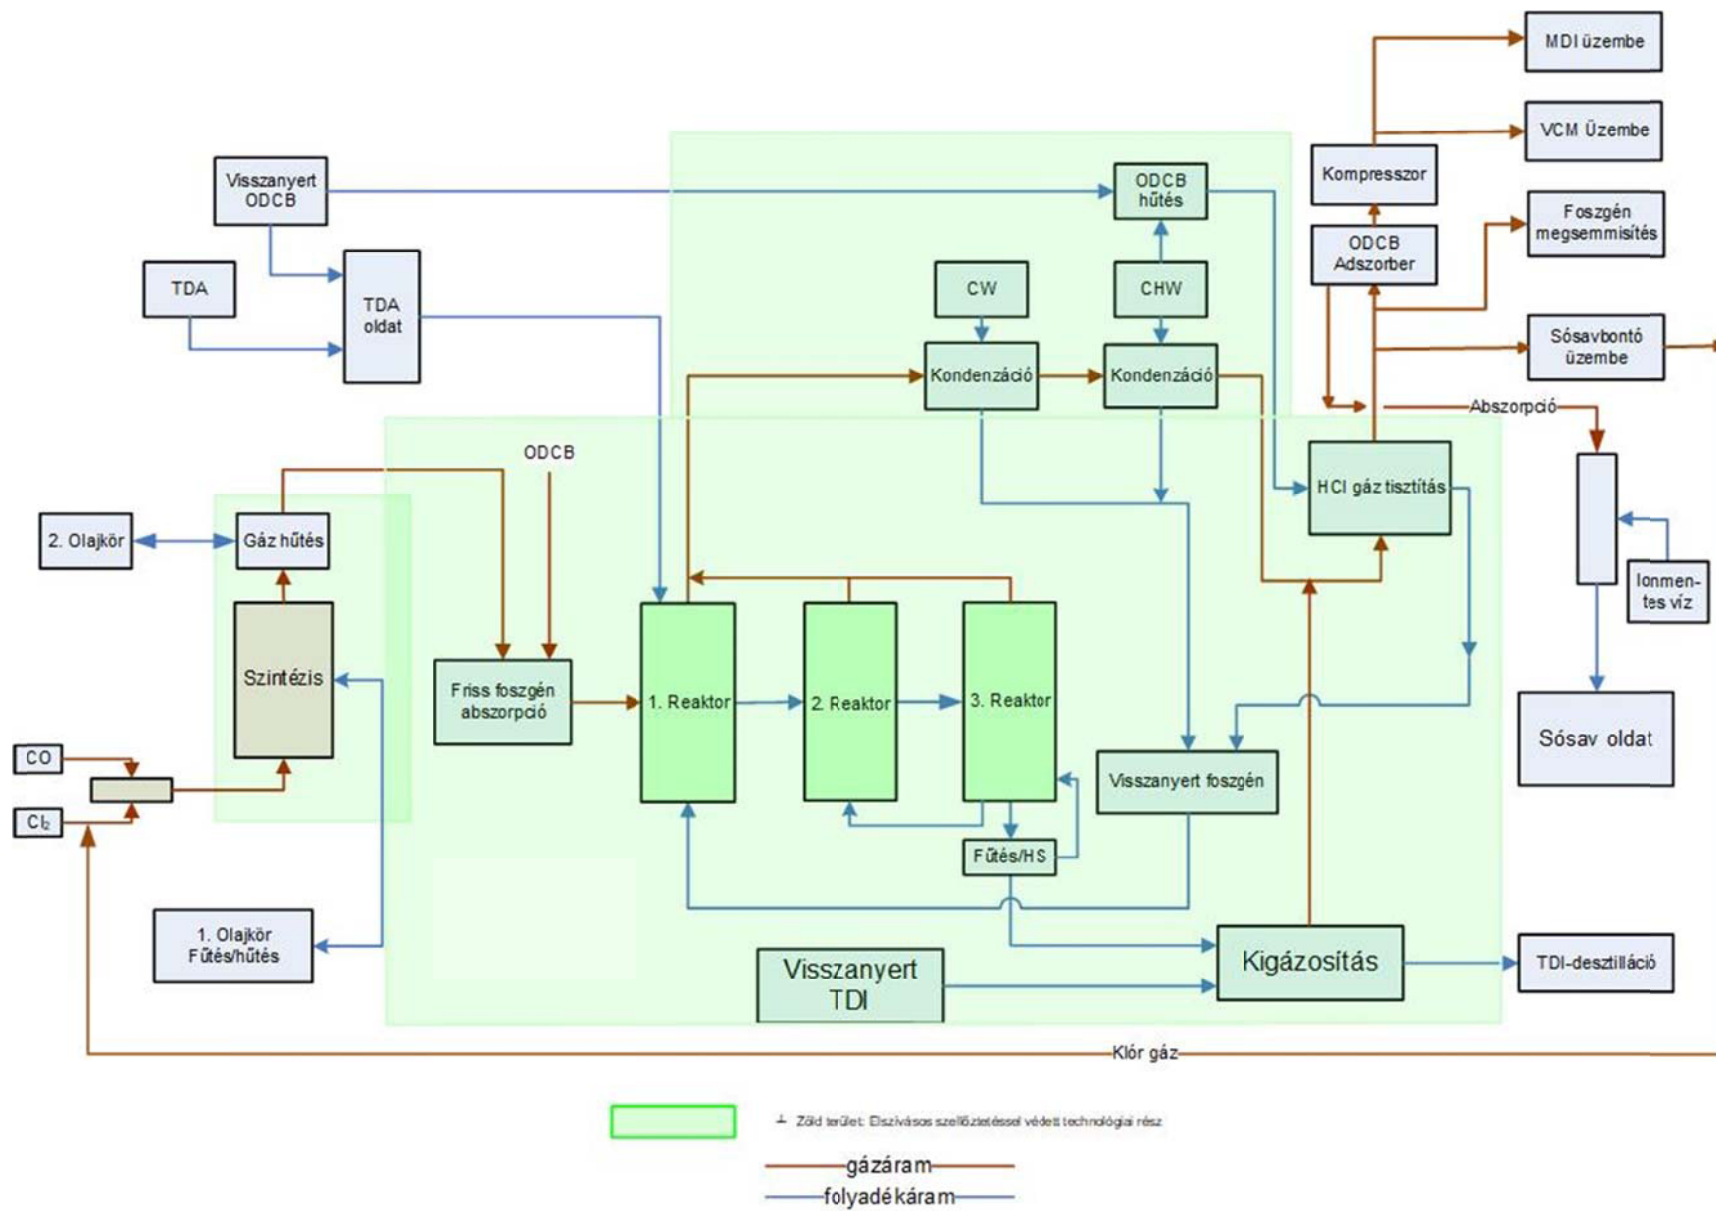 MDI üzembe
VCM Üzembe
Kompresszor
Visszanyert
ODCB
ODCB
hűtés
Foszgén
megsemmisítés
ODCB
Adszorber
TDA
TDA
oldat
CW
CHW
Sósavbontó
üzembe
Kondenzáció
Kondenzáció
Abszorpció
ODCB
HCl gáz tisztítás
2. Olajkör
Gáz hűtés
Ionmen-
tes víz
Szintézis
Friss foszgén
abszorpció
1. Reaktor
2. Reaktor
3. Reaktor
Sósav oldat
CO
Visszanyert foszgén
Cl₂
Fűtés/HS
1. Olajkör
Fűtés/hűtés
Visszanyert
TDI
Kigázosítás
TDI-desztilláció
Klór gáz
Zöld terület: Elszívásos szellőztetéssel védett technológiai rész
gázáram
folyadékáram